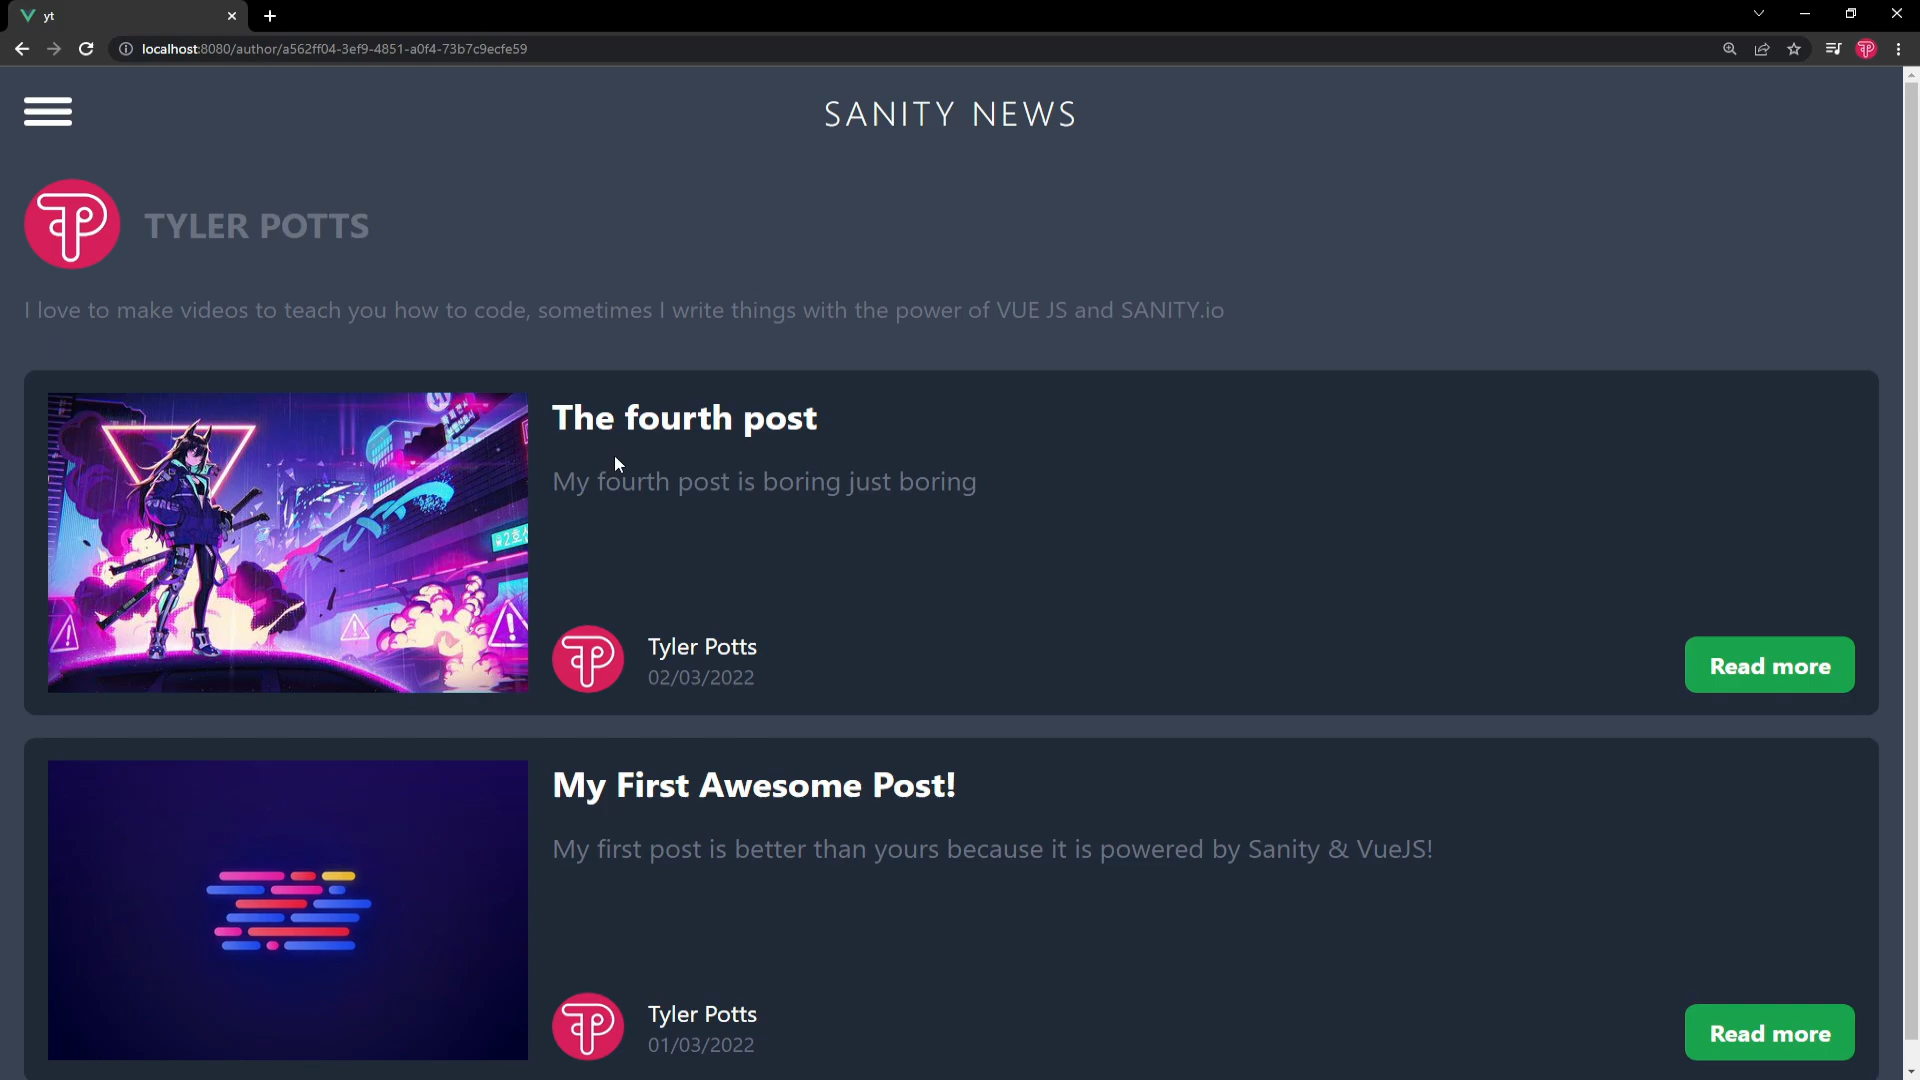 yt
localhost:8080/author/a562ff04-3ef9-4851-a0f4-73b7c9ecfe59
SANITY NEWS
TYLER POTTS
I love to make videos to teach you how to code, sometimes I write things with the power of VUE JS and SANITY.io
The fourth post
My fourth post is boring just boring
Tyler Potts
02/03/2022
Read more
My First Awesome Post!
My first post is better than yours because it is powered by Sanity & VueJS!
Tyler Potts
01/03/2022
Read more